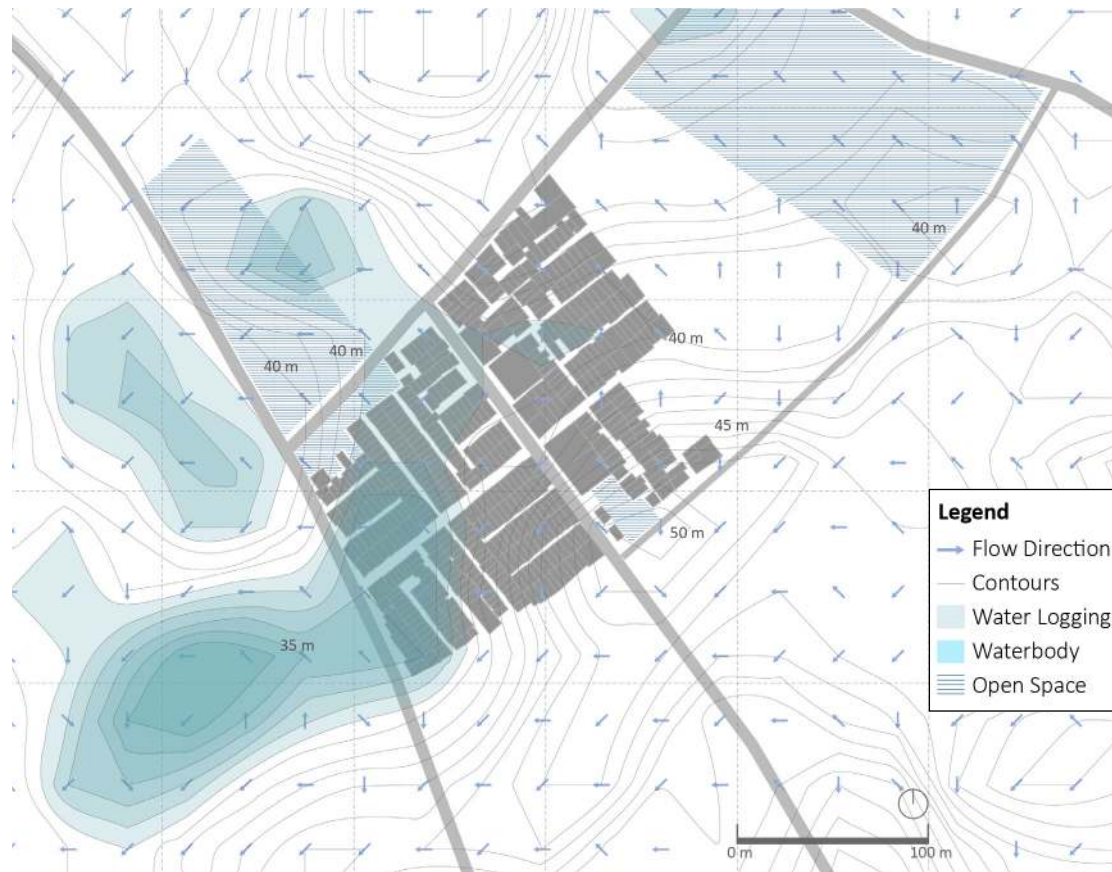 40 m
40 m
40 m
40 m
45 m
50 m
35 m
Legend
Flow Direction
Contours
Water Logging
Waterbody
Open Space
0 m
100 m